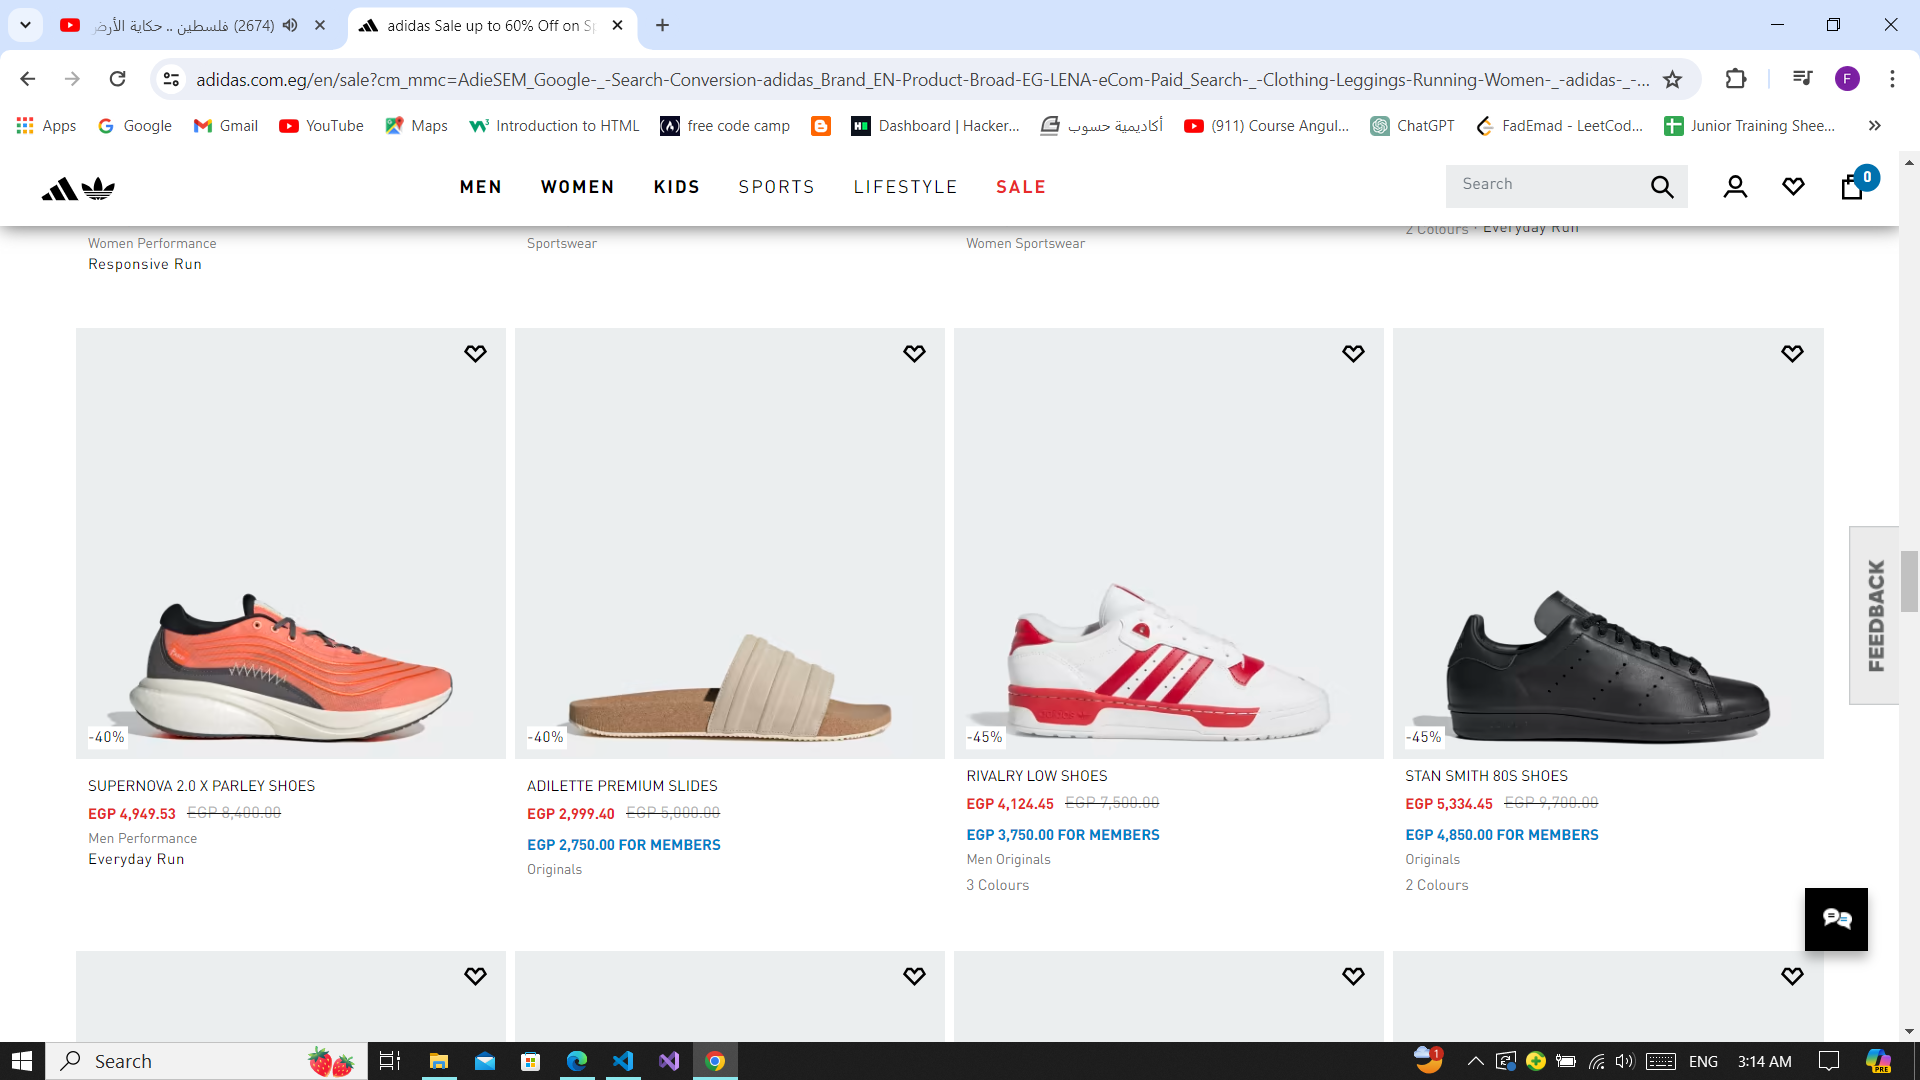 (2674) فلسطين .. حكاية الأرض
adidas Sale up to 60% Off on Sp
adidas.com.eg/en/sale?cm_mmc=AdieSEM_Google-_-Search-Conversion-adidas_Brand_EN-Product-Broad-EG-LENA-eCom-Paid_Search-_-Clothing-Leggings-Running-Women-_-adidas-_-...
F
Apps
Google
Gmail
YouTube
Maps
Introduction to HTML
free code camp
Dashboard | Hacker...
أكاديمية حسوب
(911) Course Angul...
ChatGPT
FadEmad - LeetCod...
Junior Training Shee...
MEN
WOMEN
KIDS
SPORTS
LIFESTYLE
SALE
Search
0
Women Performance
Responsive Run
Sportswear
Women Sportswear
2 Colours · Everyday Run
-40%
-40%
-45%
-45%
SUPERNOVA 2.0 X PARLEY SHOES
EGP 4,949.53 EGP 8,400.00
Men Performance
Everyday Run
ADILETTE PREMIUM SLIDES
EGP 2,999.40 EGP 5,000.00
EGP 2,750.00 FOR MEMBERS
Originals
RIVALRY LOW SHOES
EGP 4,124.45 EGP 7,500.00
EGP 3,750.00 FOR MEMBERS
Men Originals
3 Colours
STAN SMITH 80S SHOES
EGP 5,334.45 EGP 9,700.00
EGP 4,850.00 FOR MEMBERS
Originals
2 Colours
FEEDBACK
Search
1
ENG
3:14 AM
PRE